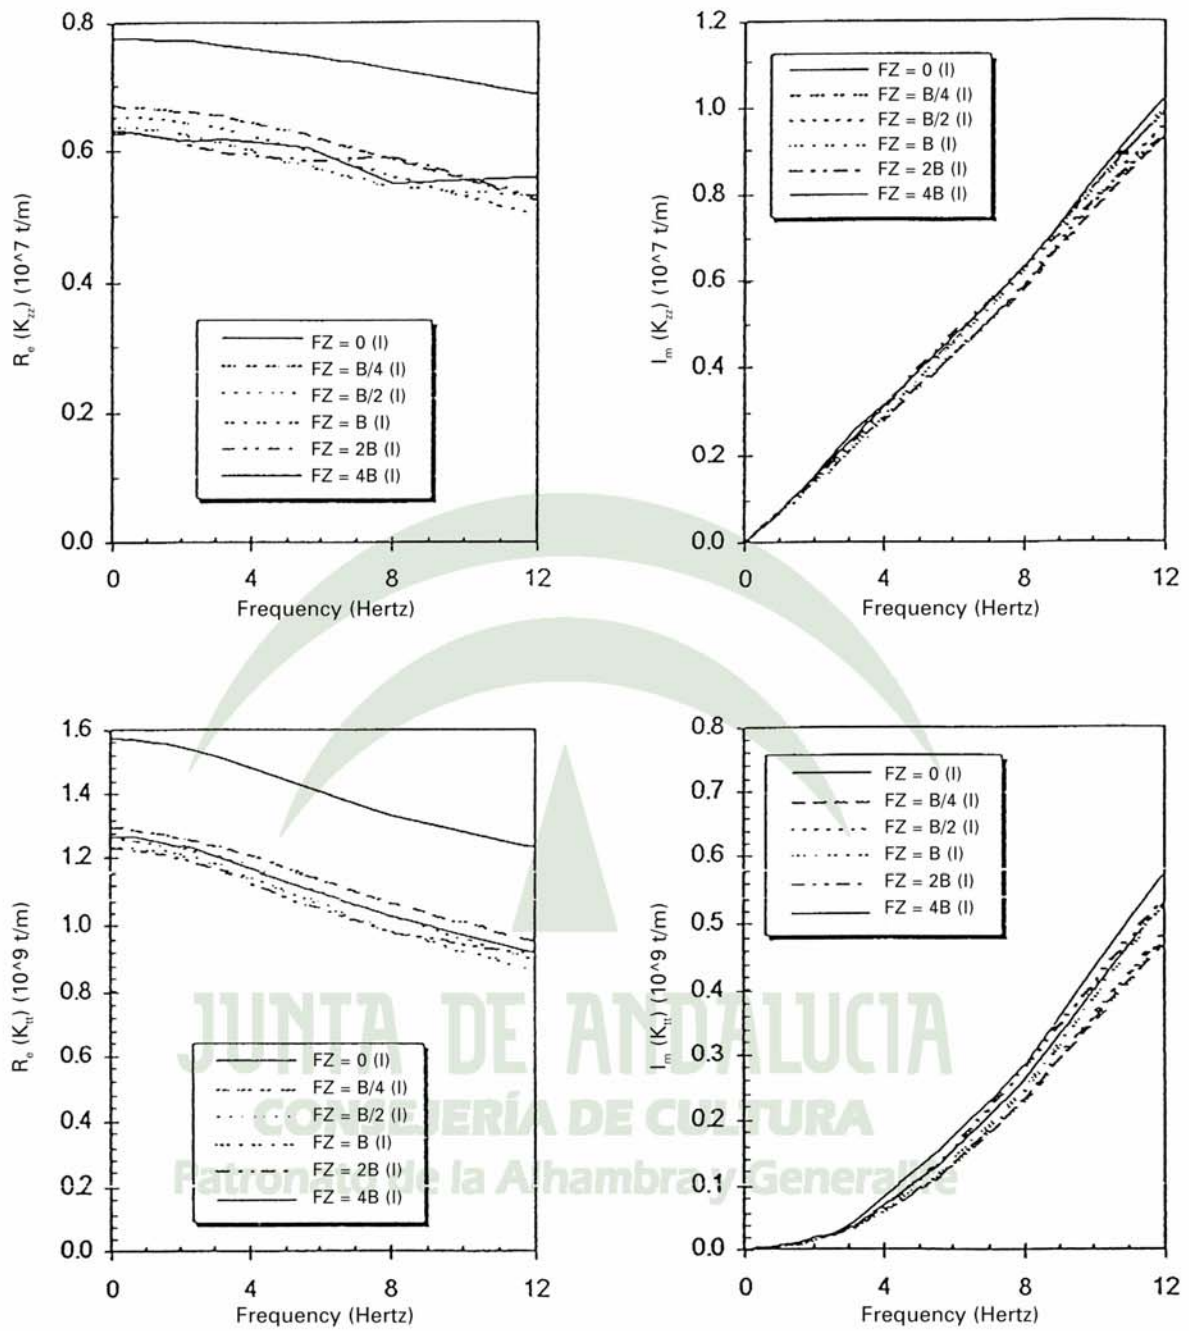 0.8
0.6
0.4
0.2
0.0
R_e (K_zz) (10^7 t/m)
FZ = 0 (I)
FZ = B/4 (I)
FZ = B/2 (I)
FZ = B (I)
FZ = 2B (I)
FZ = 4B (I)
0 4 8 12
Frequency (Hertz)
1.2
1.0
0.8
0.6
0.4
0.2
0.0
I_m (K_zz) (10^7 t/m)
FZ = 0 (I)
FZ = B/4 (I)
FZ = B/2 (I)
FZ = B (I)
FZ = 2B (I)
FZ = 4B (I)
0 4 8 12
Frequency (Hertz)
1.6
1.4
1.2
1.0
0.8
0.6
0.4
0.2
0.0
R_e (K_tt) (10^9 t/m)
FZ = 0 (I)
FZ = B/4 (I)
FZ = B/2 (I)
FZ = B (I)
FZ = 2B (I)
FZ = 4B (I)
0 4 8 12
Frequency (Hertz)
0.8
0.7
0.6
0.5
0.4
0.3
0.2
0.1
0.0
I_m (K_tt) (10^9 t/m)
FZ = 0 (I)
FZ = B/4 (I)
FZ = B/2 (I)
FZ = B (I)
FZ = 2B (I)
FZ = 4B (I)
0 4 8 12
Frequency (Hertz)
JUNTA DE ANDALUCIA
CONSEJERÍA DE CULTURA
Patronato de la Alhambra y Generalife